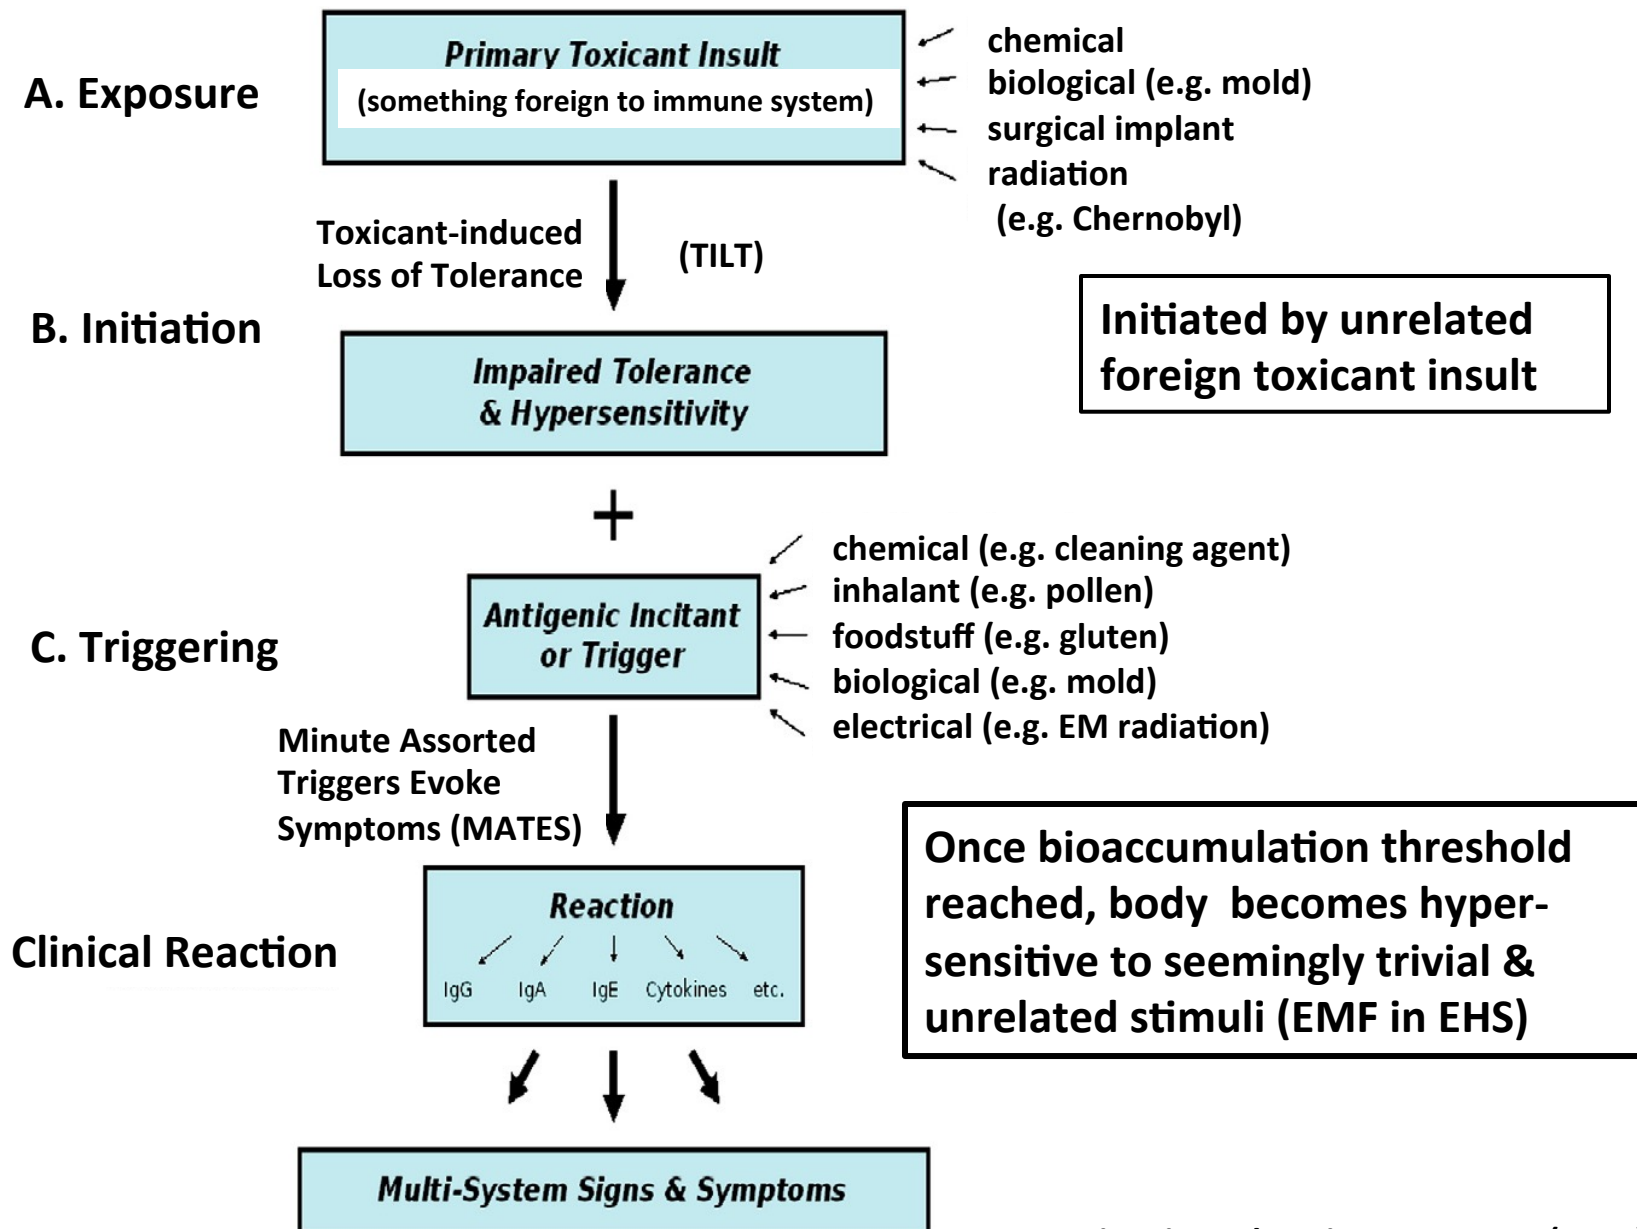 A. Exposure
Primary Toxicant Insult
(something foreign to immune system)
chemical
biological (e.g. mold)
surgical implant
radiation
(e.g. Chernobyl)
Toxicant-induced
Loss of Tolerance
(TILT)
B. Initiation
Impaired Tolerance
& Hypersensitivity
Initiated by unrelated
foreign toxicant insult
+
C. Triggering
Antigenic Incitant
or Trigger
chemical (e.g. cleaning agent)
inhalant (e.g. pollen)
foodstuff (e.g. gluten)
biological (e.g. mold)
electrical (e.g. EM radiation)
Minute Assorted
Triggers Evoke
Symptoms (MATES)
Clinical Reaction
Reaction
IgG IgA IgE Cytokines etc.
Once bioaccumulation threshold
reached, body becomes hyper-
sensitive to seemingly trivial &
unrelated stimuli (EMF in EHS)
Multi-System Signs & Symptoms